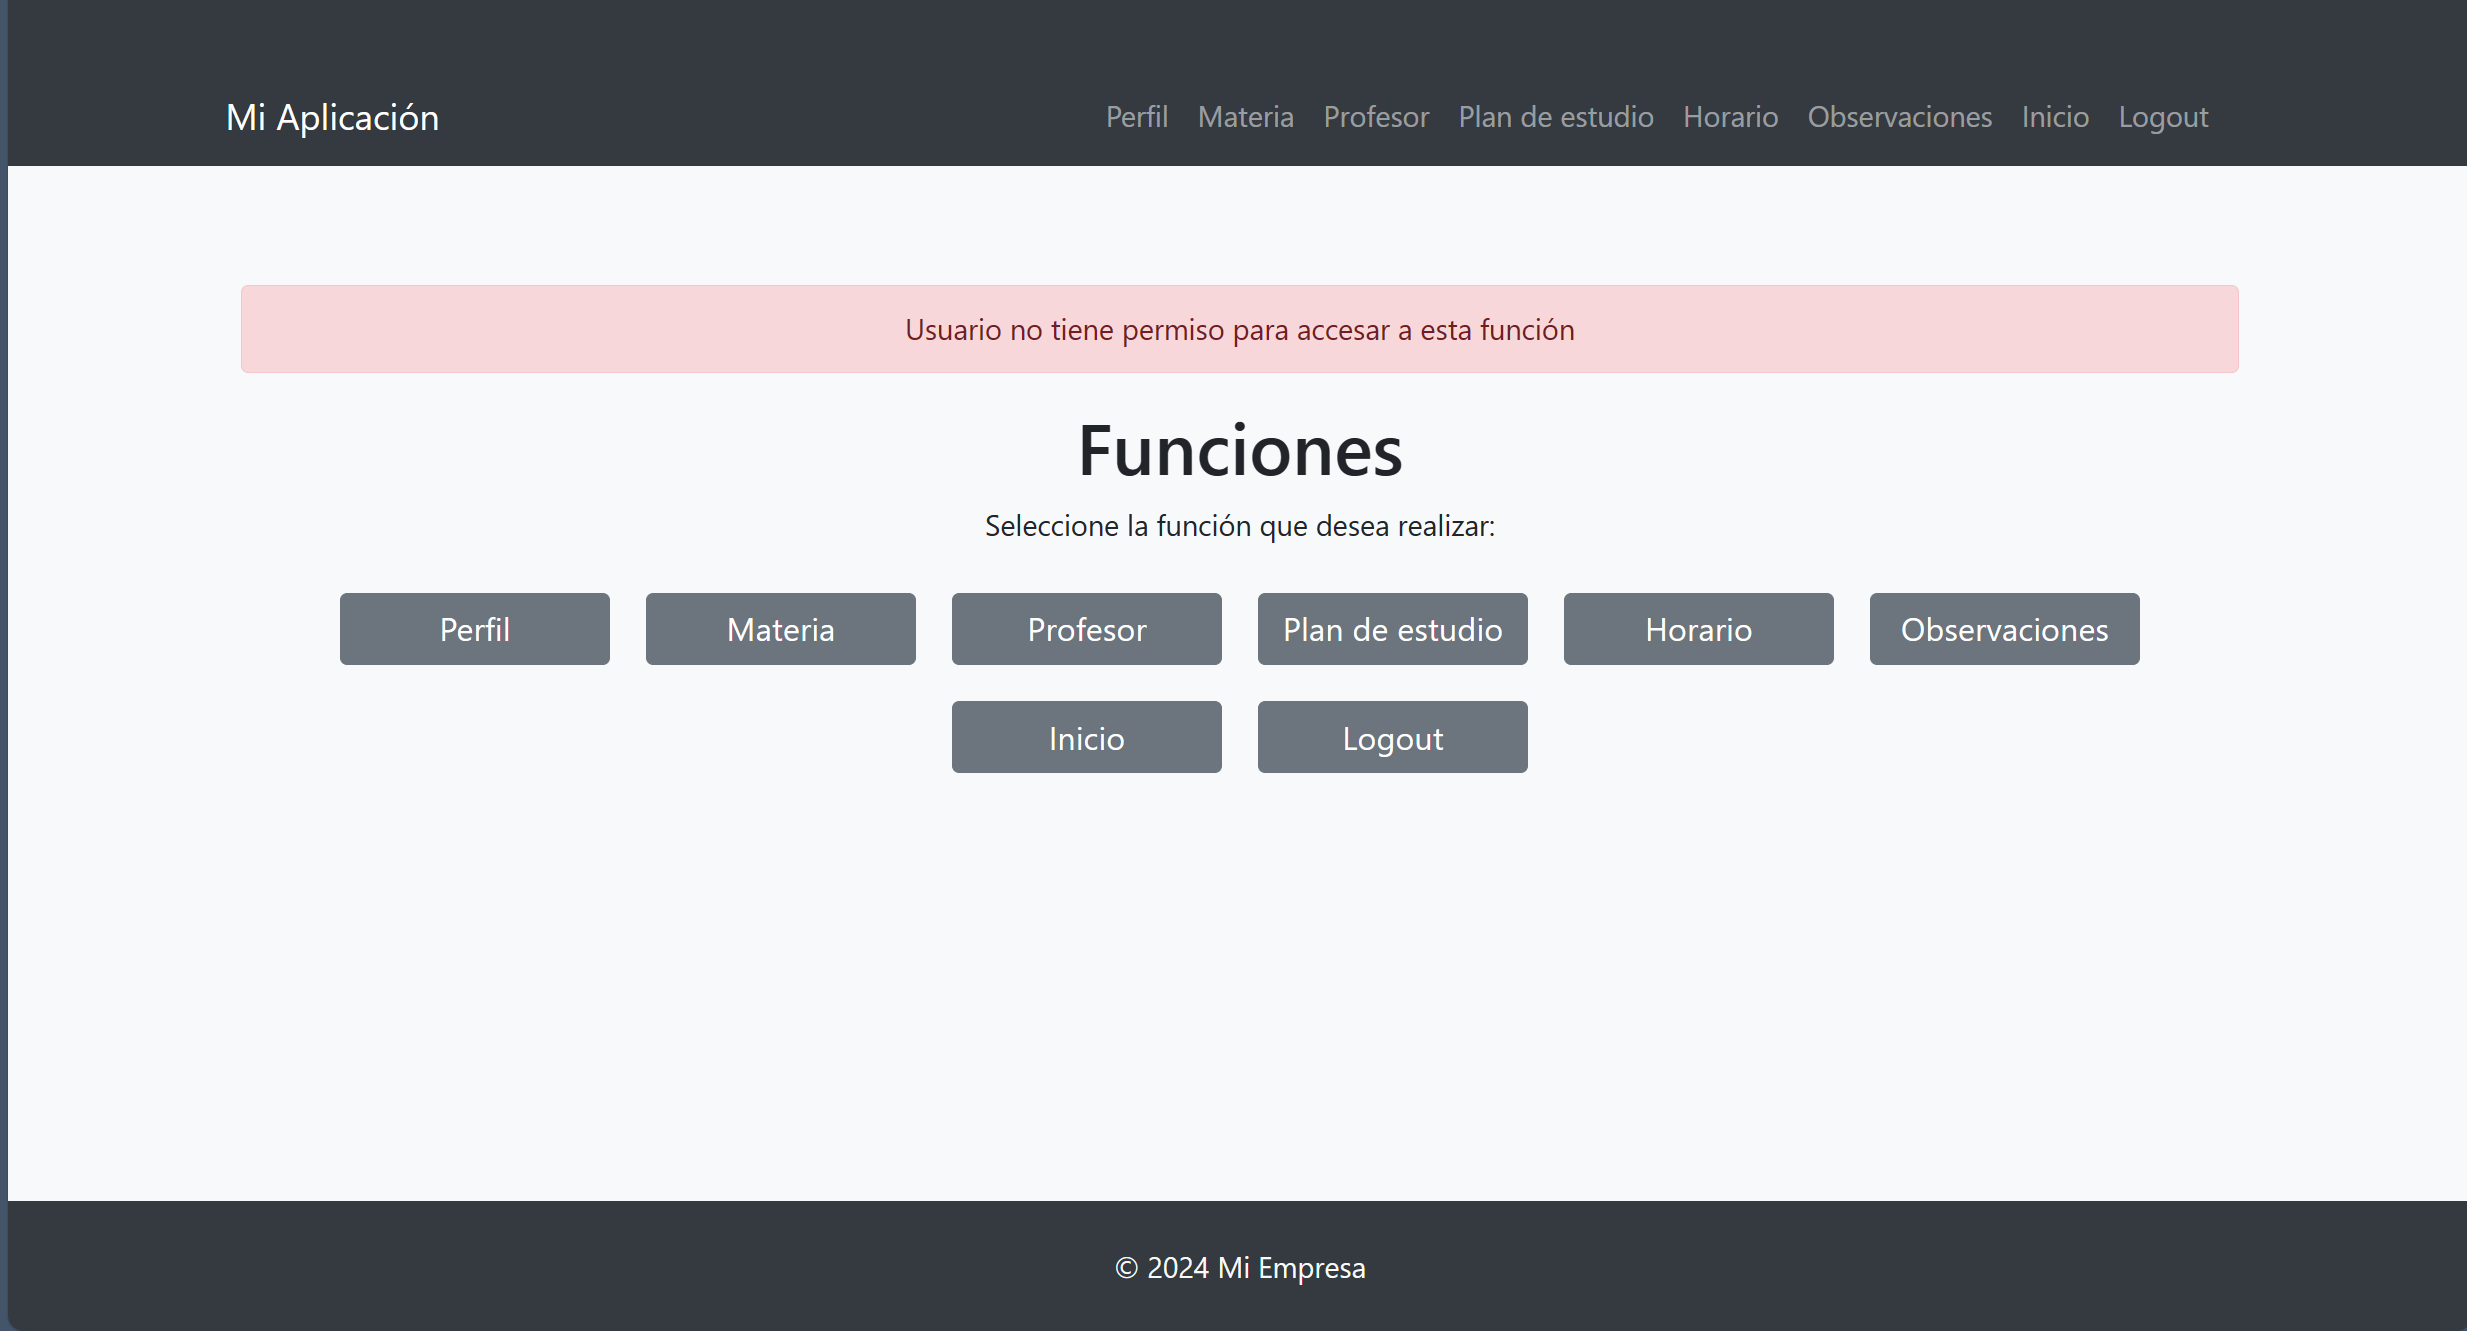 Mi Aplicación
Perfil Materia Profesor Plan de estudio Horario Observaciones Inicio Logout
Usuario no tiene permiso para accesar a esta función
Funciones
Seleccione la función que desea realizar:
Perfil Materia Profesor Plan de estudio Horario Observaciones
Inicio Logout
© 2024 Mi Empresa